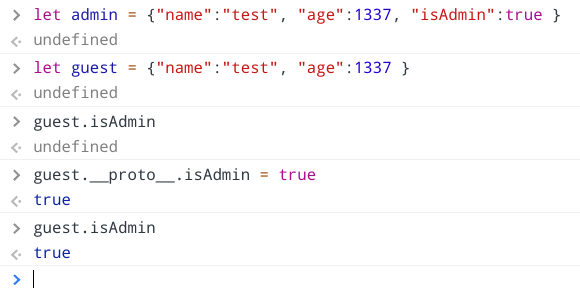 > let admin = {"name":"test", "age":1337, "isAdmin":true }
<· undefined
> let guest = {"name":"test", "age":1337 }
<· undefined
> guest.isAdmin
<· undefined
> guest.__proto__.isAdmin = true
<· true
> guest.isAdmin
<· true
>